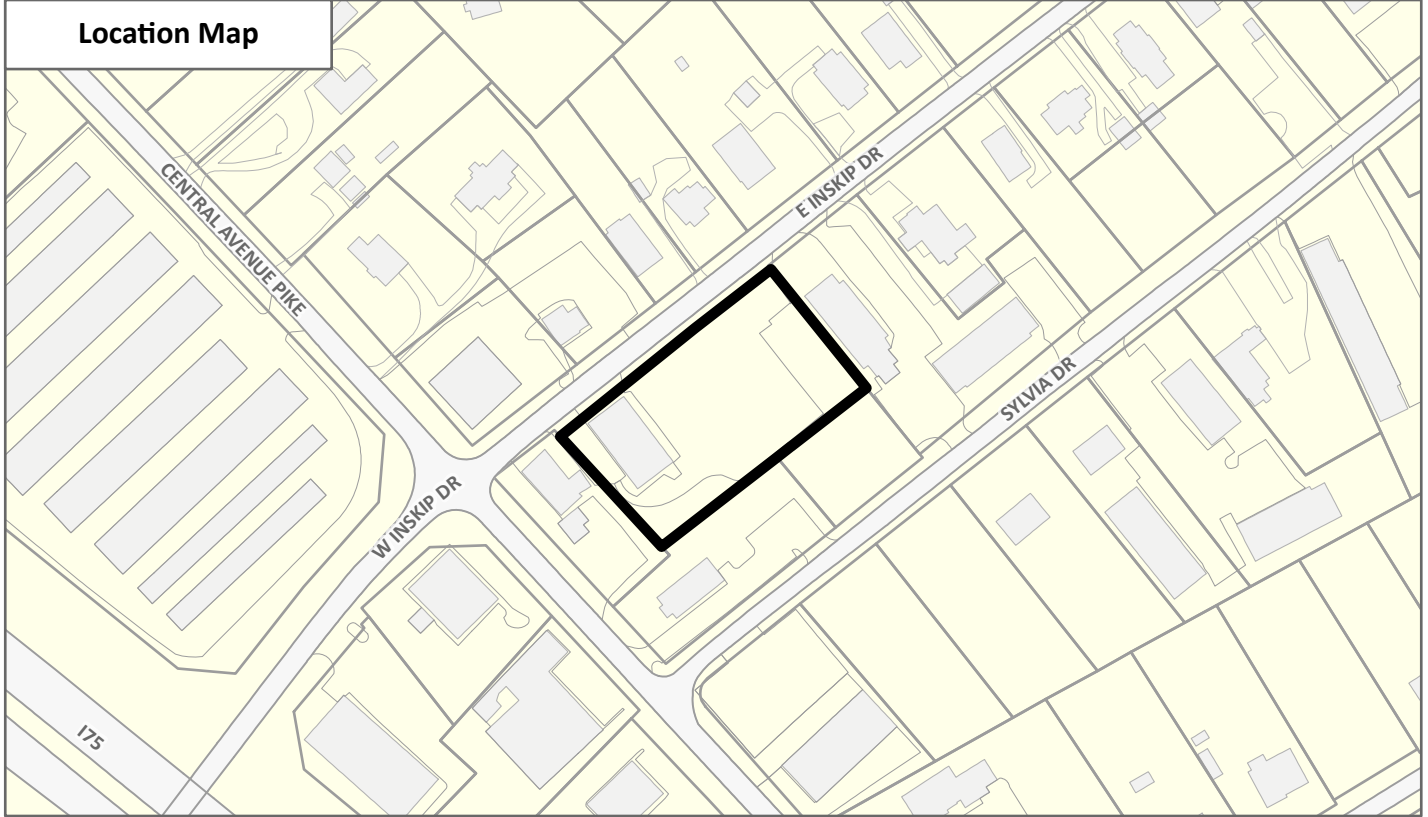 Location Map
CENTRAL AVENUE PIKE
E INSKIP DR
SYLVIA DR
W INSKIP DR
I75